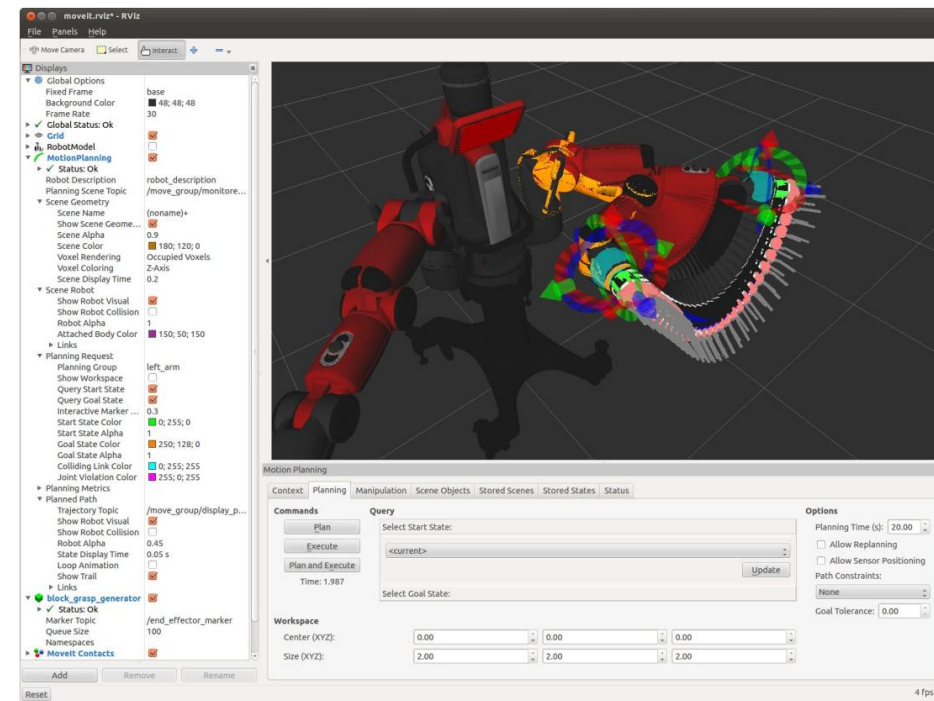 moveit.rviz* - RViz
File Panels Help
Move Camera Select Interact
Displays
Global Options
Fixed Frame base
Background Color 48; 48; 48
Frame Rate 30
Global Status: Ok
Grid
RobotModel
MotionPlanning
Status: Ok
Robot Description robot_description
Planning Scene Topic /move_group/monitore...
Scene Geometry
Scene Name (noname)+
Show Scene Geome...
Scene Alpha 0.9
Scene Color 180; 120; 0
Voxel Rendering Occupied Voxels
Voxel Coloring Z-Axis
Scene Display Time 0.2
Scene Robot
Show Robot Visual
Show Robot Collision
Robot Alpha 1
Attached Body Color 150; 50; 150
Links
Planning Request
Planning Group left_arm
Show Workspace
Query Start State
Query Goal State
Interactive Marker ... 0.3
Start State Color 0; 255; 0
Start State Alpha 1
Goal State Color 250; 128; 0
Goal State Alpha 1
Colliding Link Color 0; 255; 255
Joint Violation Color 255; 0; 255
Planning Metrics
Planned Path
Trajectory Topic /move_group/display_p...
Show Robot Visual
Show Robot Collision
Robot Alpha 0.45
State Display Time 0.05 s
Loop Animation
Show Trail
Links
block_grasp_generator
Status: Ok
Marker Topic /end_effector_marker
Queue Size 100
Namespaces
MoveIt Contacts
Add Remove Rename
Reset
Motion Planning
Context Planning Manipulation Scene Objects Stored Scenes Stored States Status
Commands Query Options
Plan Select Start State: Planning Time (s): 20.00
Execute <current> Allow Replanning
Plan and Execute Update Allow Sensor Positioning
Time: 1.987 Path Constraints:
Select Goal State: None
Goal Tolerance: 0.00
Workspace
Center (XYZ): 0.00 0.00 0.00
Size (XYZ): 2.00 2.00 2.00
4 fps